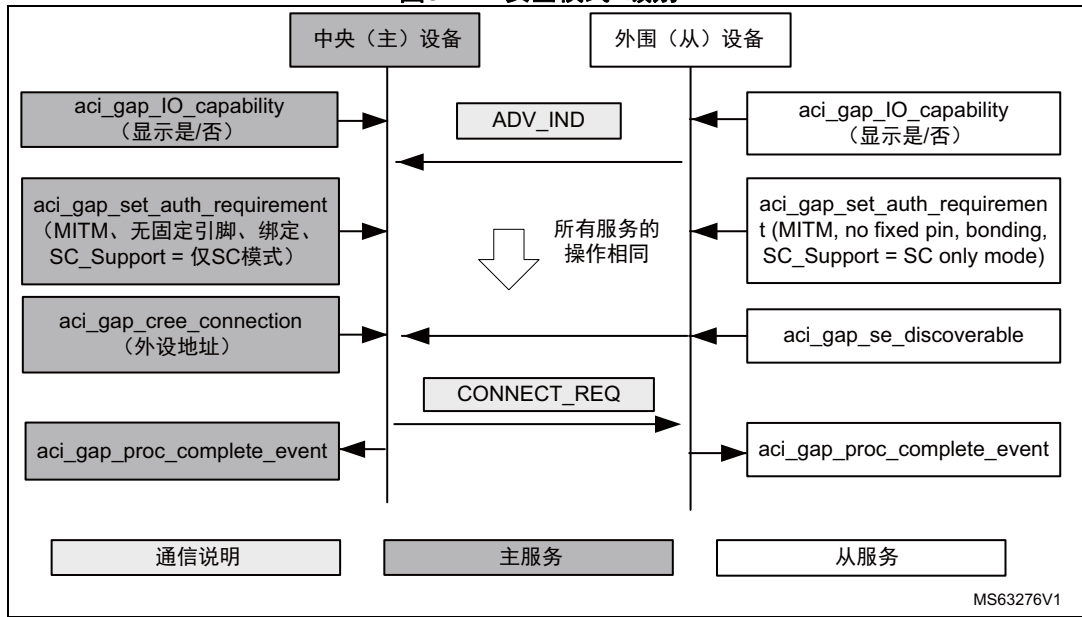 中央（主）设备
外围（从）设备
aci_gap_IO_capability
（显示是/否）
ADV_IND
aci_gap_IO_capability
（显示是/否）
aci_gap_set_auth_requirement
（MITM、无固定引脚、绑定、
SC_Support = 仅SC模式）
所有服务的
操作相同
aci_gap_set_auth_requiremen
t (MITM, no fixed pin, bonding,
SC_Support = SC only mode)
aci_gap_cree_connection
（外设地址）
aci_gap_se_discoverable
CONNECT_REQ
aci_gap_proc_complete_event
aci_gap_proc_complete_event
通信说明
主服务
从服务
MS63276V1